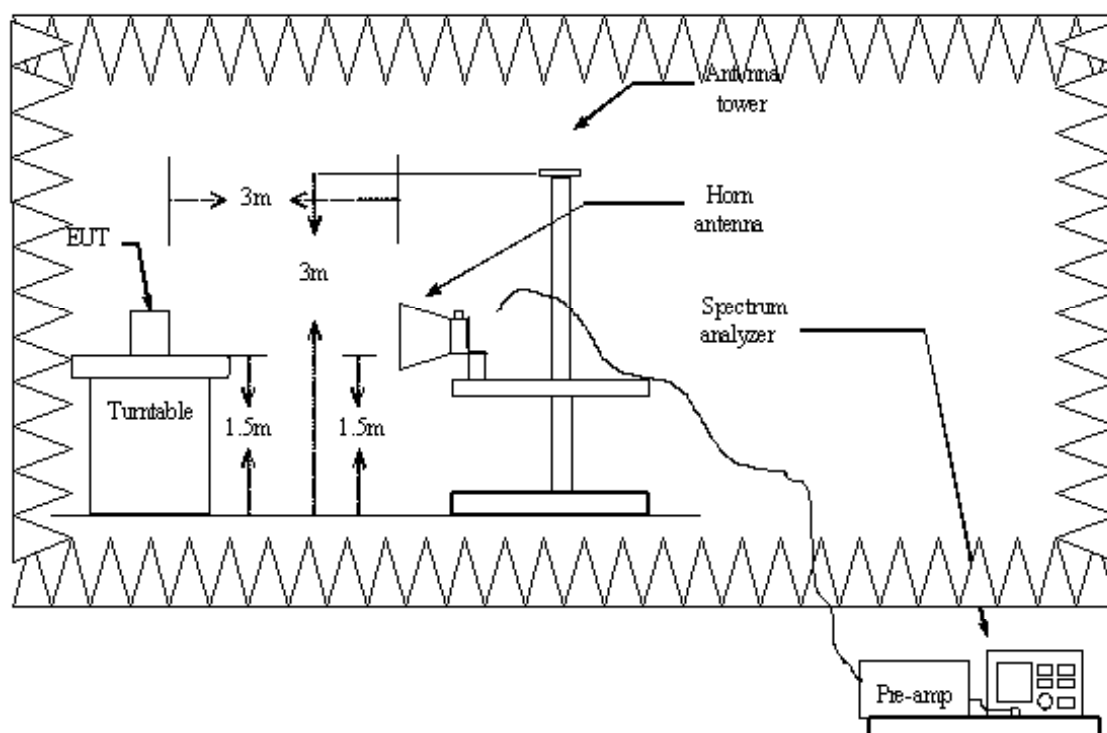 Antenna
tower
3m
Horn
antenna
EUT
3m
Spectrum
analyzer
Turntable
1.5m
1.5m
Pre-amp